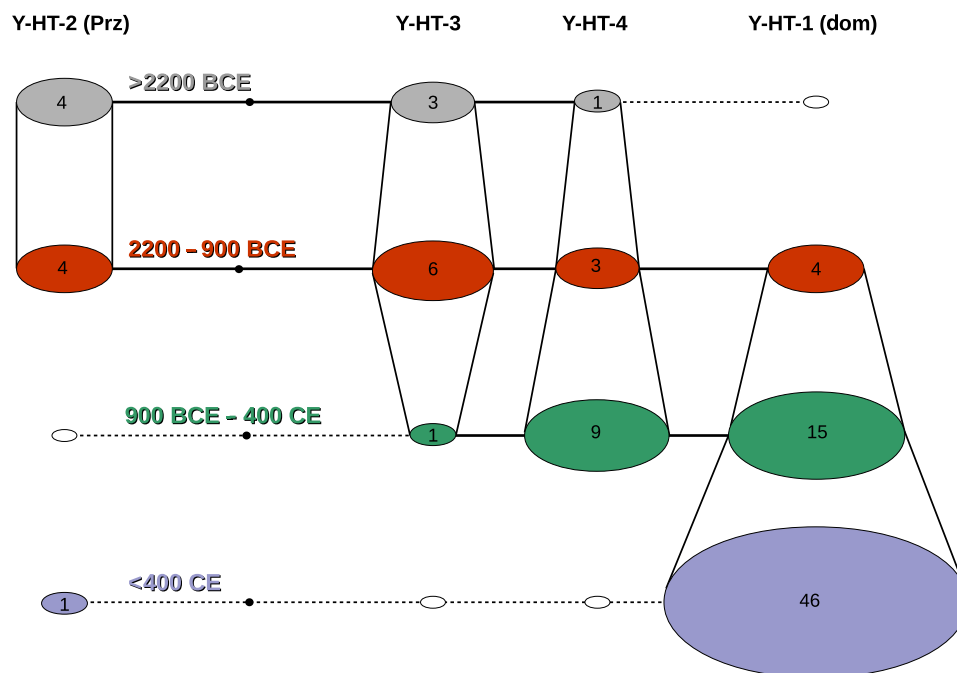 Y-HT-2 (Prz) Y-HT-3 Y-HT-4 Y-HT-1 (dom)
>2200 BCE
4 3 1
2200 – 900 BCE
4 6 3 4
900 BCE – 400 CE
1 9 15
<400 CE
1 46